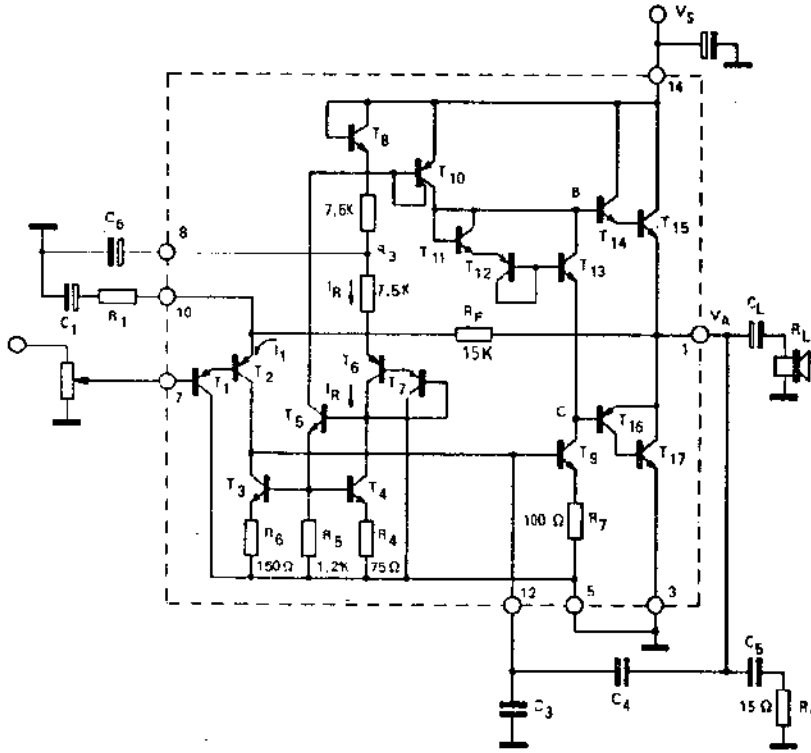 V_S
14
T_8
T_10
B
T_14
T_15
7,5K
C_6
8
R_3
T_11
T_12
T_13
I_R
7.5K
C_1
R_1
10
R_F
15K
V_A
C_L
R_L
1
I_1
T_1
T_2
7
T_6
T_7
I_R
T_5
C
T_16
T_9
T_17
T_3
T_4
R_6
R_5
R_4
100 Ω
R_7
150Ω
1,2K
75Ω
12
5
3
C_5
C_4
C_3
15 Ω